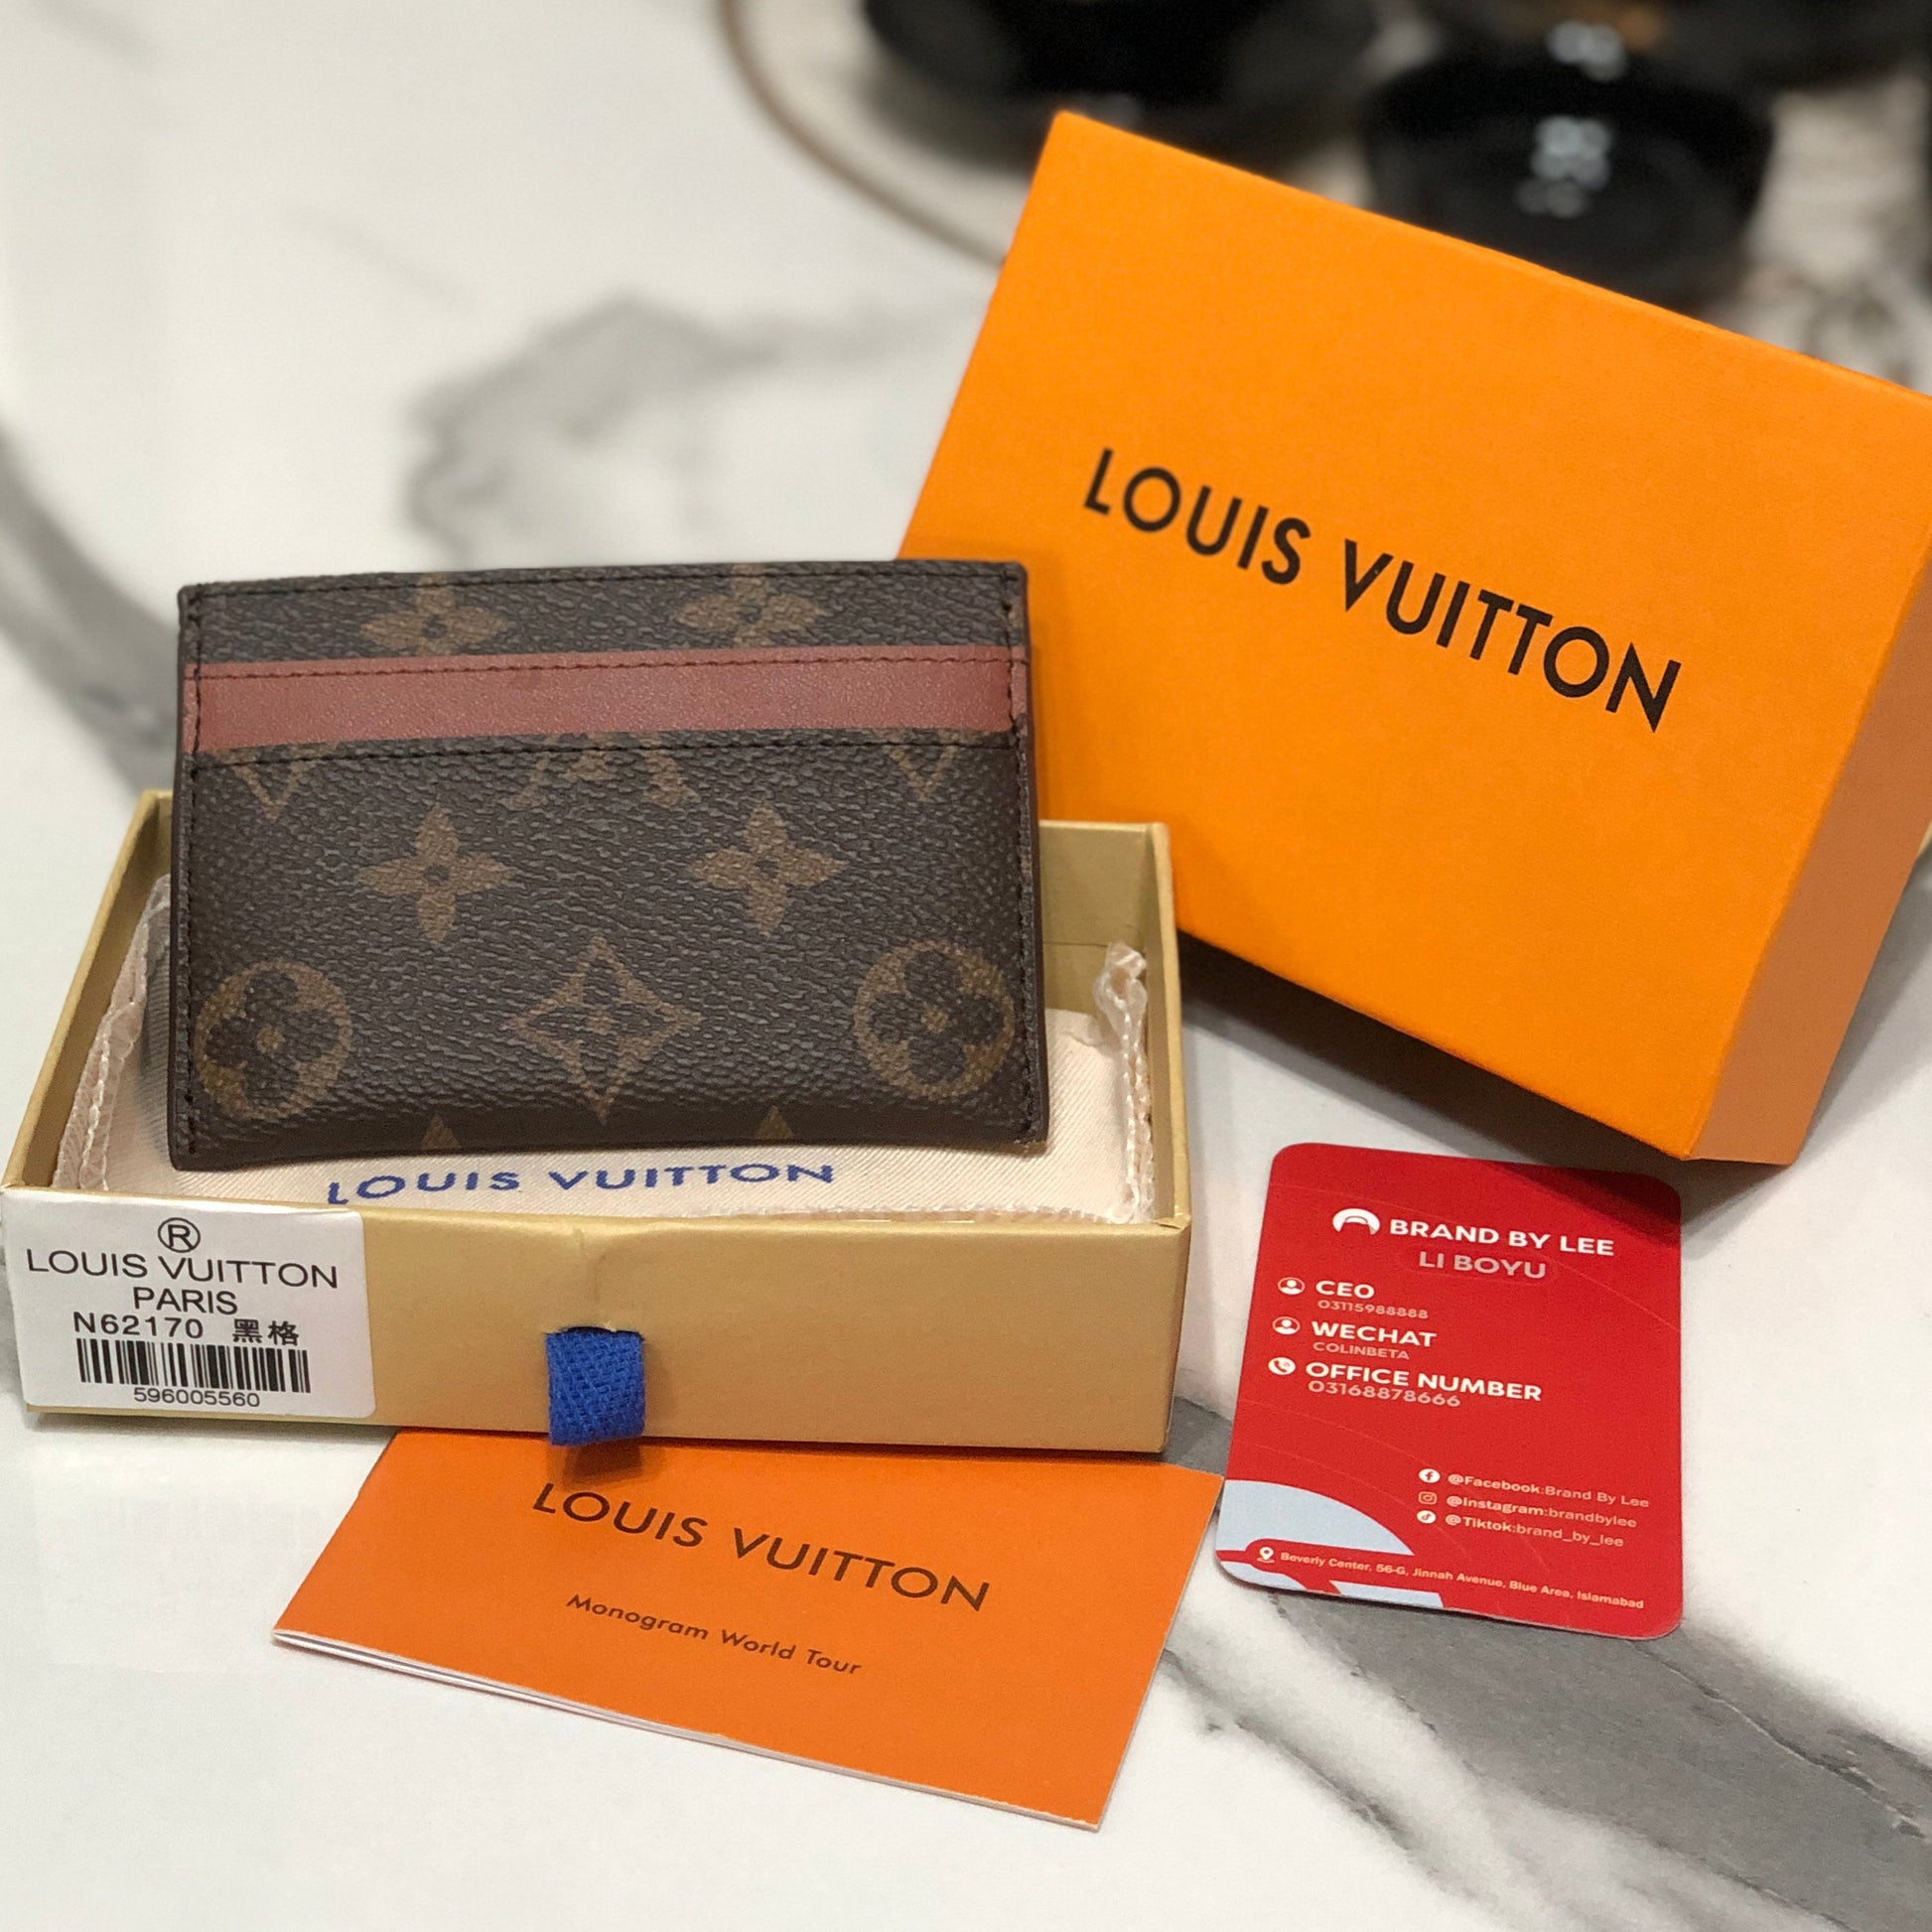 LOUIS VUITTON
LOUIS VUITTON
®
LOUIS VUITTON
PARIS
N62170 黑格
596005560
LOUIS VUITTON
Monogram World Tour
BRAND BY LEE
LI BOYU
CEO
03115988888
WECHAT
COLINBETA
OFFICE NUMBER
03168878666
@Facebook:Brand By Lee
@Instagram:brandbylee
@Tiktok:brand_by_lee
Beverly Center, 56-G, Jinnah Avenue, Blue Area, Islamabad